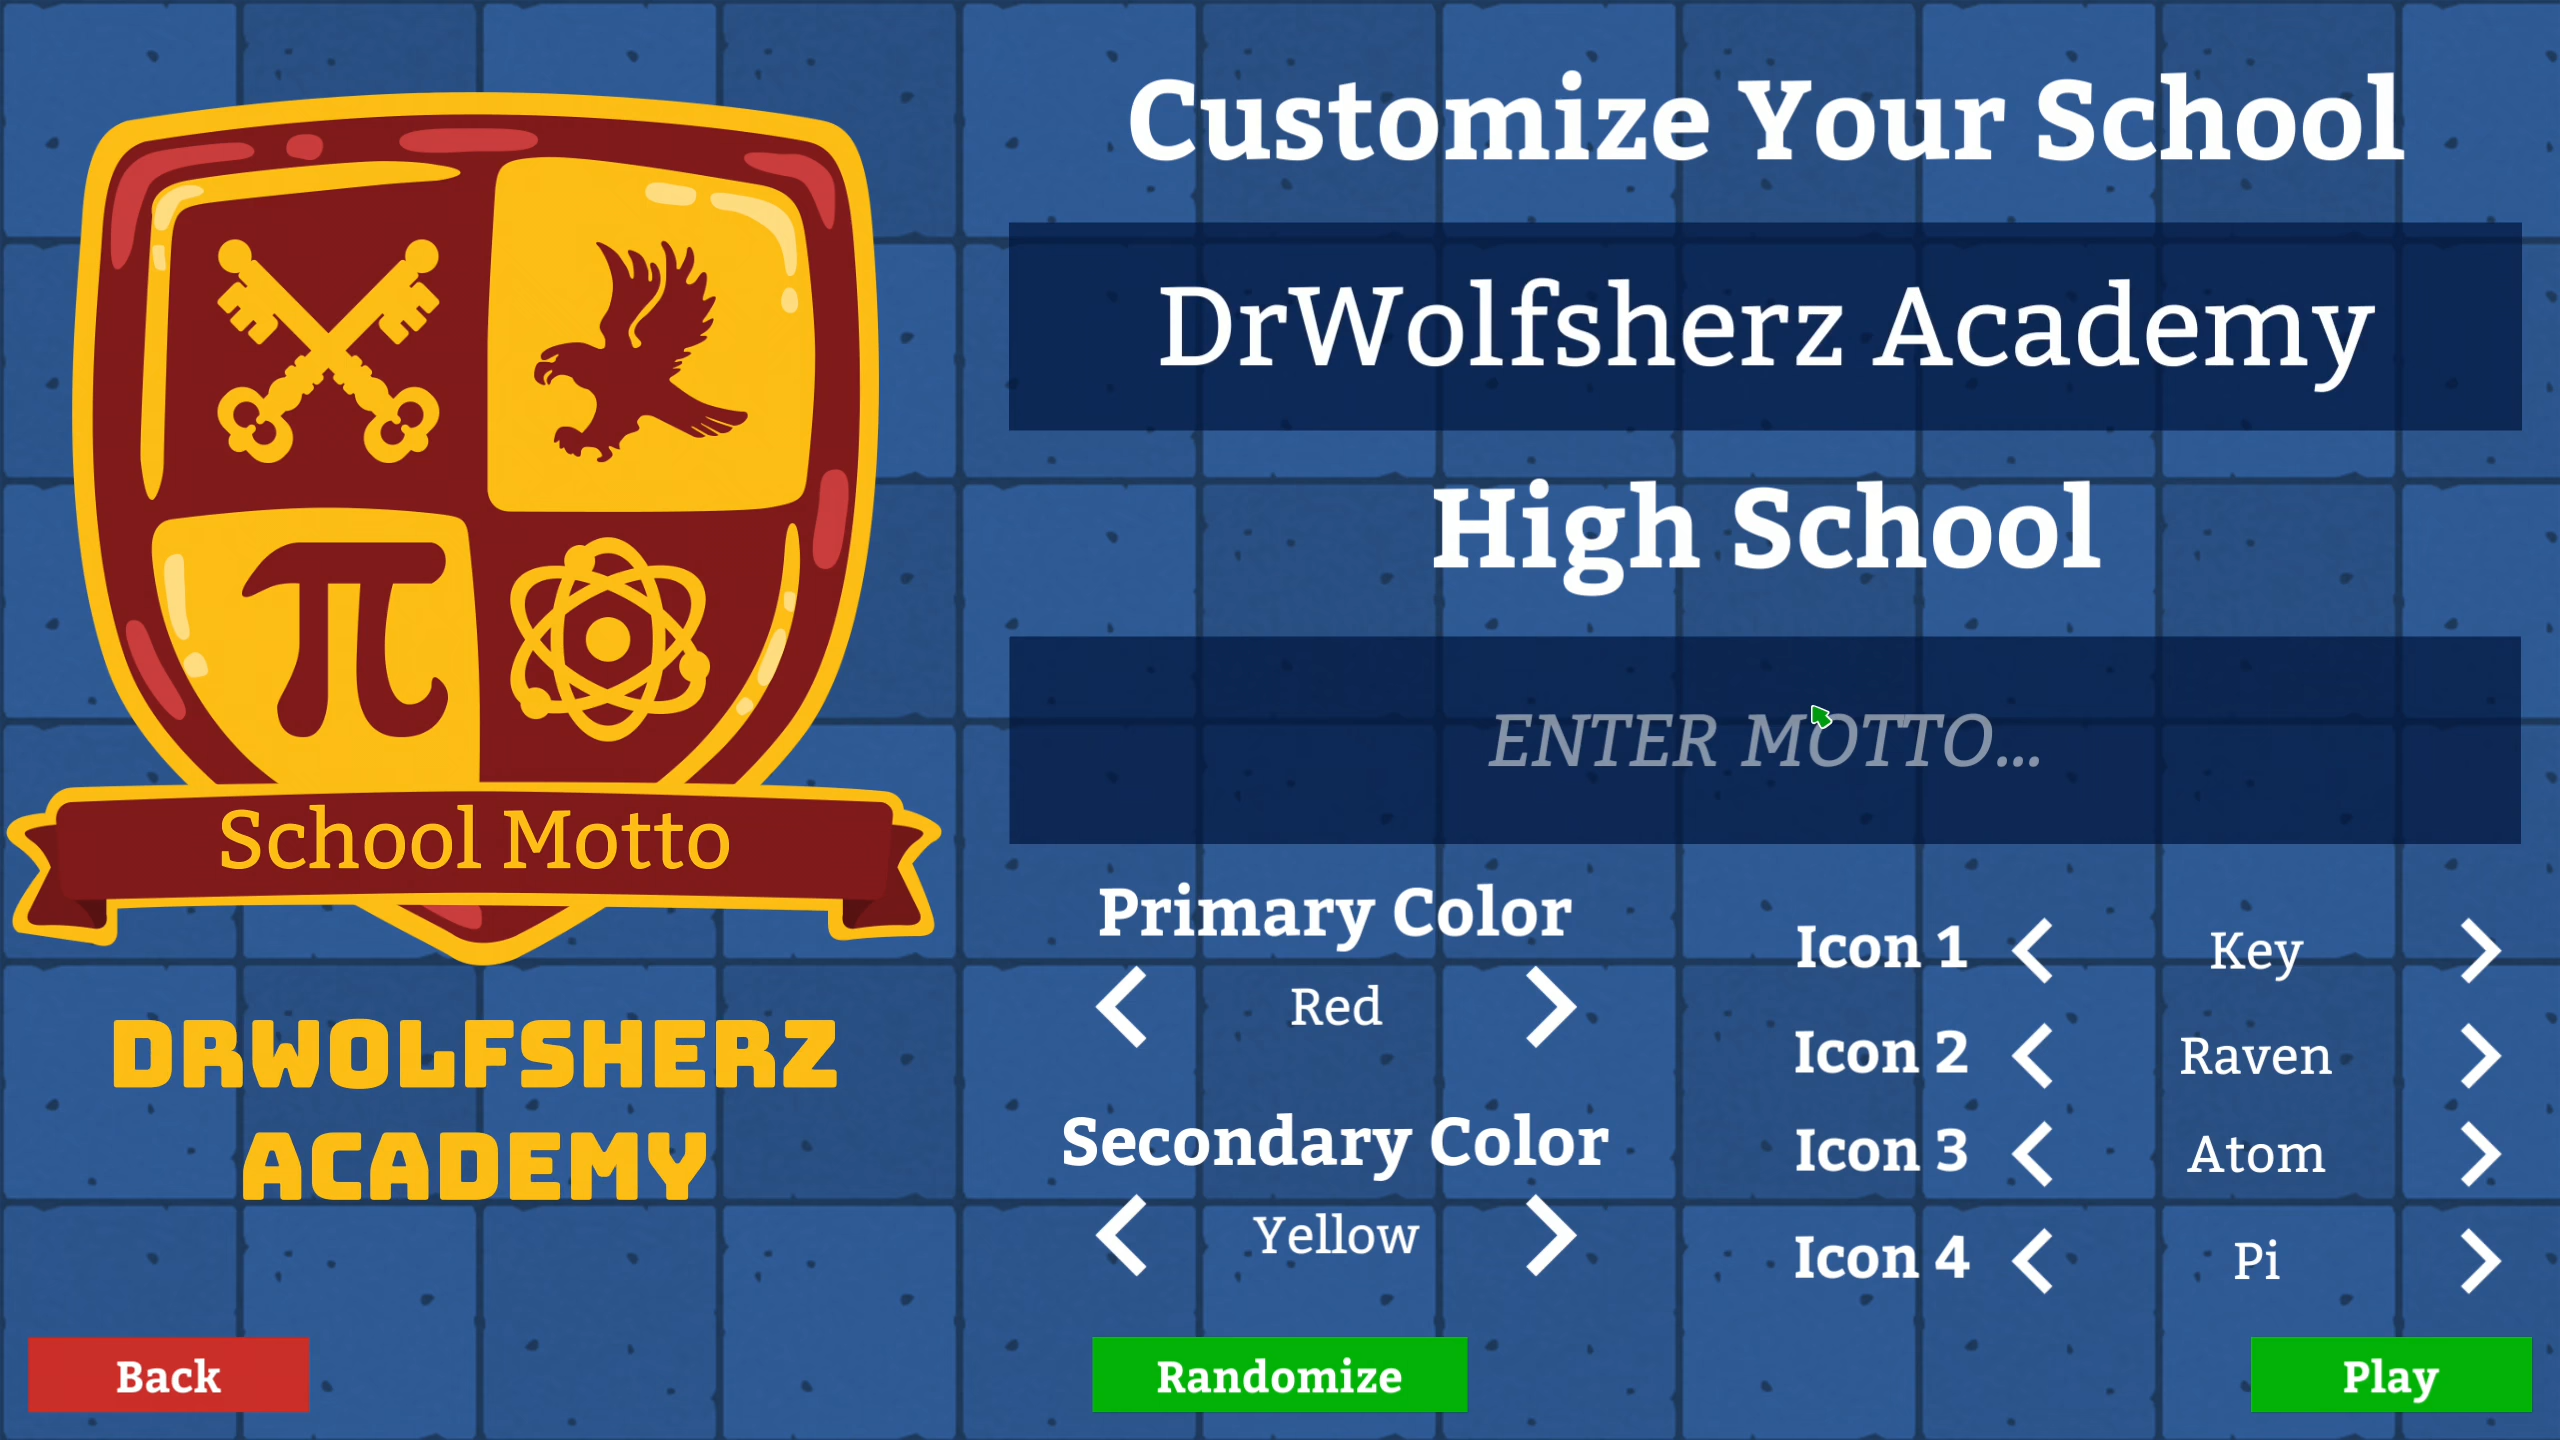 Customize Your School
DrWolfsherz Academy
High School
ENTER MOTTO...
π
School Motto
DRWOLFSHERZ
ACADEMY
Primary Color
Red
Secondary Color
Yellow
Icon 1 Key
Icon 2 Raven
Icon 3 Atom
Icon 4 Pi
Back
Randomize
Play